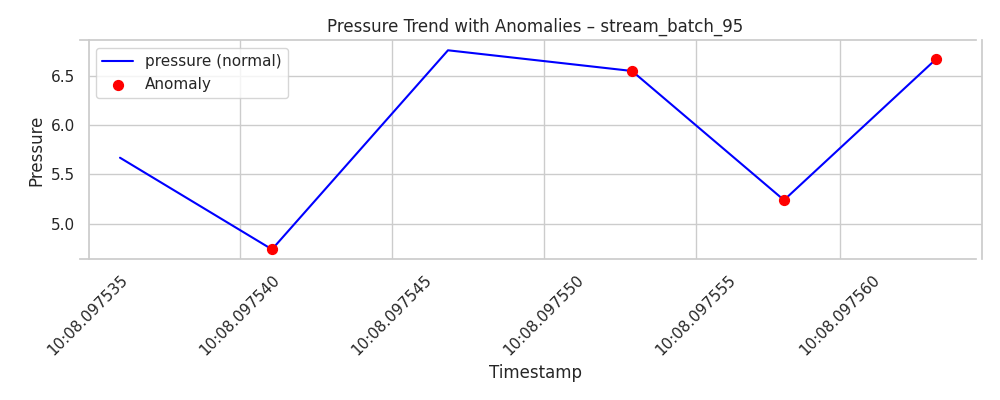 Pressure Trend with Anomalies – stream_batch_95
pressure (normal)
Anomaly
Pressure
6.5
6.0
5.5
5.0
10:08.097535
10:08.097540
10:08.097545
10:08.097550
10:08.097555
10:08.097560
Timestamp